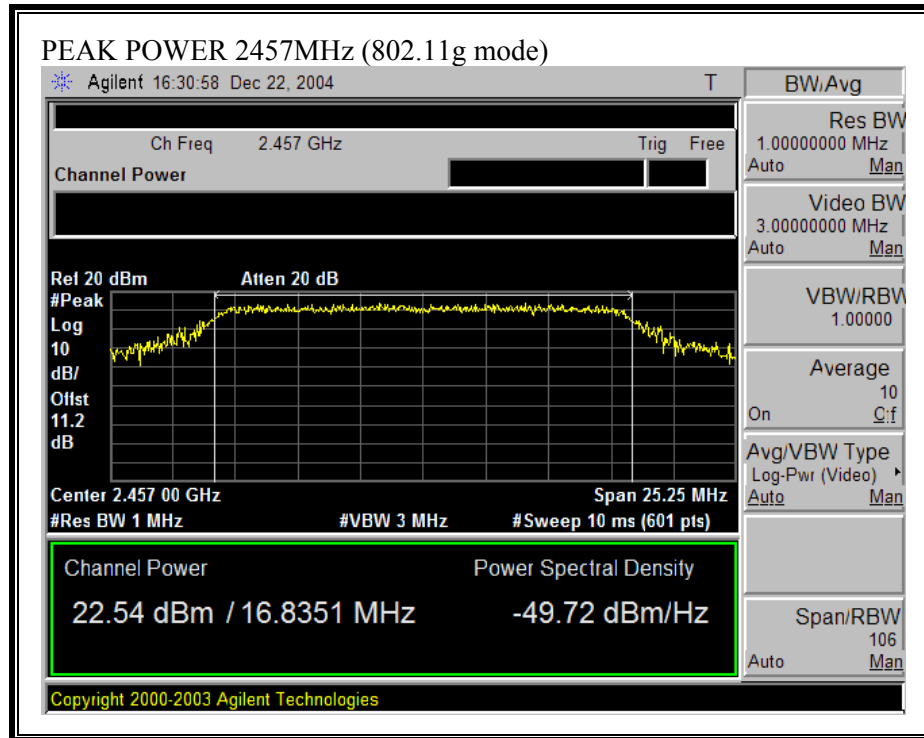 PEAK POWER 2457MHz (802.11g mode)
Agilent 16:30:58 Dec 22, 2004 T
BW/Avg
Ch Freq 2.457 GHz Trig Free
Channel Power
Res BW
1.00000000 MHz
Auto Man
Video BW
3.00000000 MHz
Auto Man
VBW/RBW
1.00000
Average
10
On Off
Avg/VBW Type
Log-Pwr (Video)
Auto Man
Span/RBW
106
Auto Man
Ref 20 dBm Atten 20 dB
#Peak
Log
10
dB/
Offst
11.2
dB
Center 2.457 00 GHz Span 25.25 MHz
#Res BW 1 MHz #VBW 3 MHz #Sweep 10 ms (601 pts)
Channel Power Power Spectral Density
22.54 dBm / 16.8351 MHz -49.72 dBm/Hz
Copyright 2000-2003 Agilent Technologies